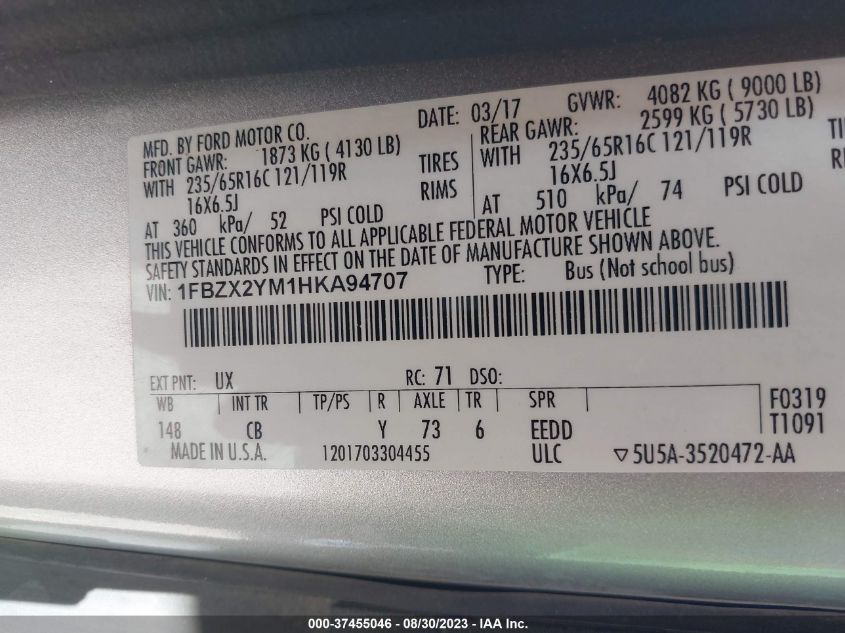 MFD. BY FORD MOTOR CO. DATE: 03/17 GVWR: 4082 KG ( 9000 LB)
FRONT GAWR: 1873 KG ( 4130 LB) REAR GAWR: 2599 KG ( 5730 LB)
WITH 235/65R16C 121/119R TIRES WITH 235/65R16C 121/119R
16X6.5J RIMS 16X6.5J
AT 360 kPa/ 52 PSI COLD AT 510 kPa/ 74 PSI COLD
THIS VEHICLE CONFORMS TO ALL APPLICABLE FEDERAL MOTOR VEHICLE
SAFETY STANDARDS IN EFFECT ON THE DATE OF MANUFACTURE SHOWN ABOVE.
VIN: 1FBZX2YM1HKA94707 TYPE: Bus (Not school bus)
EXT PNT: UX RC: 71 DSO:
WB INT TR TP/PS R AXLE TR SPR F0319
148 CB Y 73 6 EEDD T1091
MADE IN U.S.A. 1201703304455 ULC ▽5U5A-3520472-AA
000-37455046 - 08/30/2023 - Copyright © IAA, Inc.